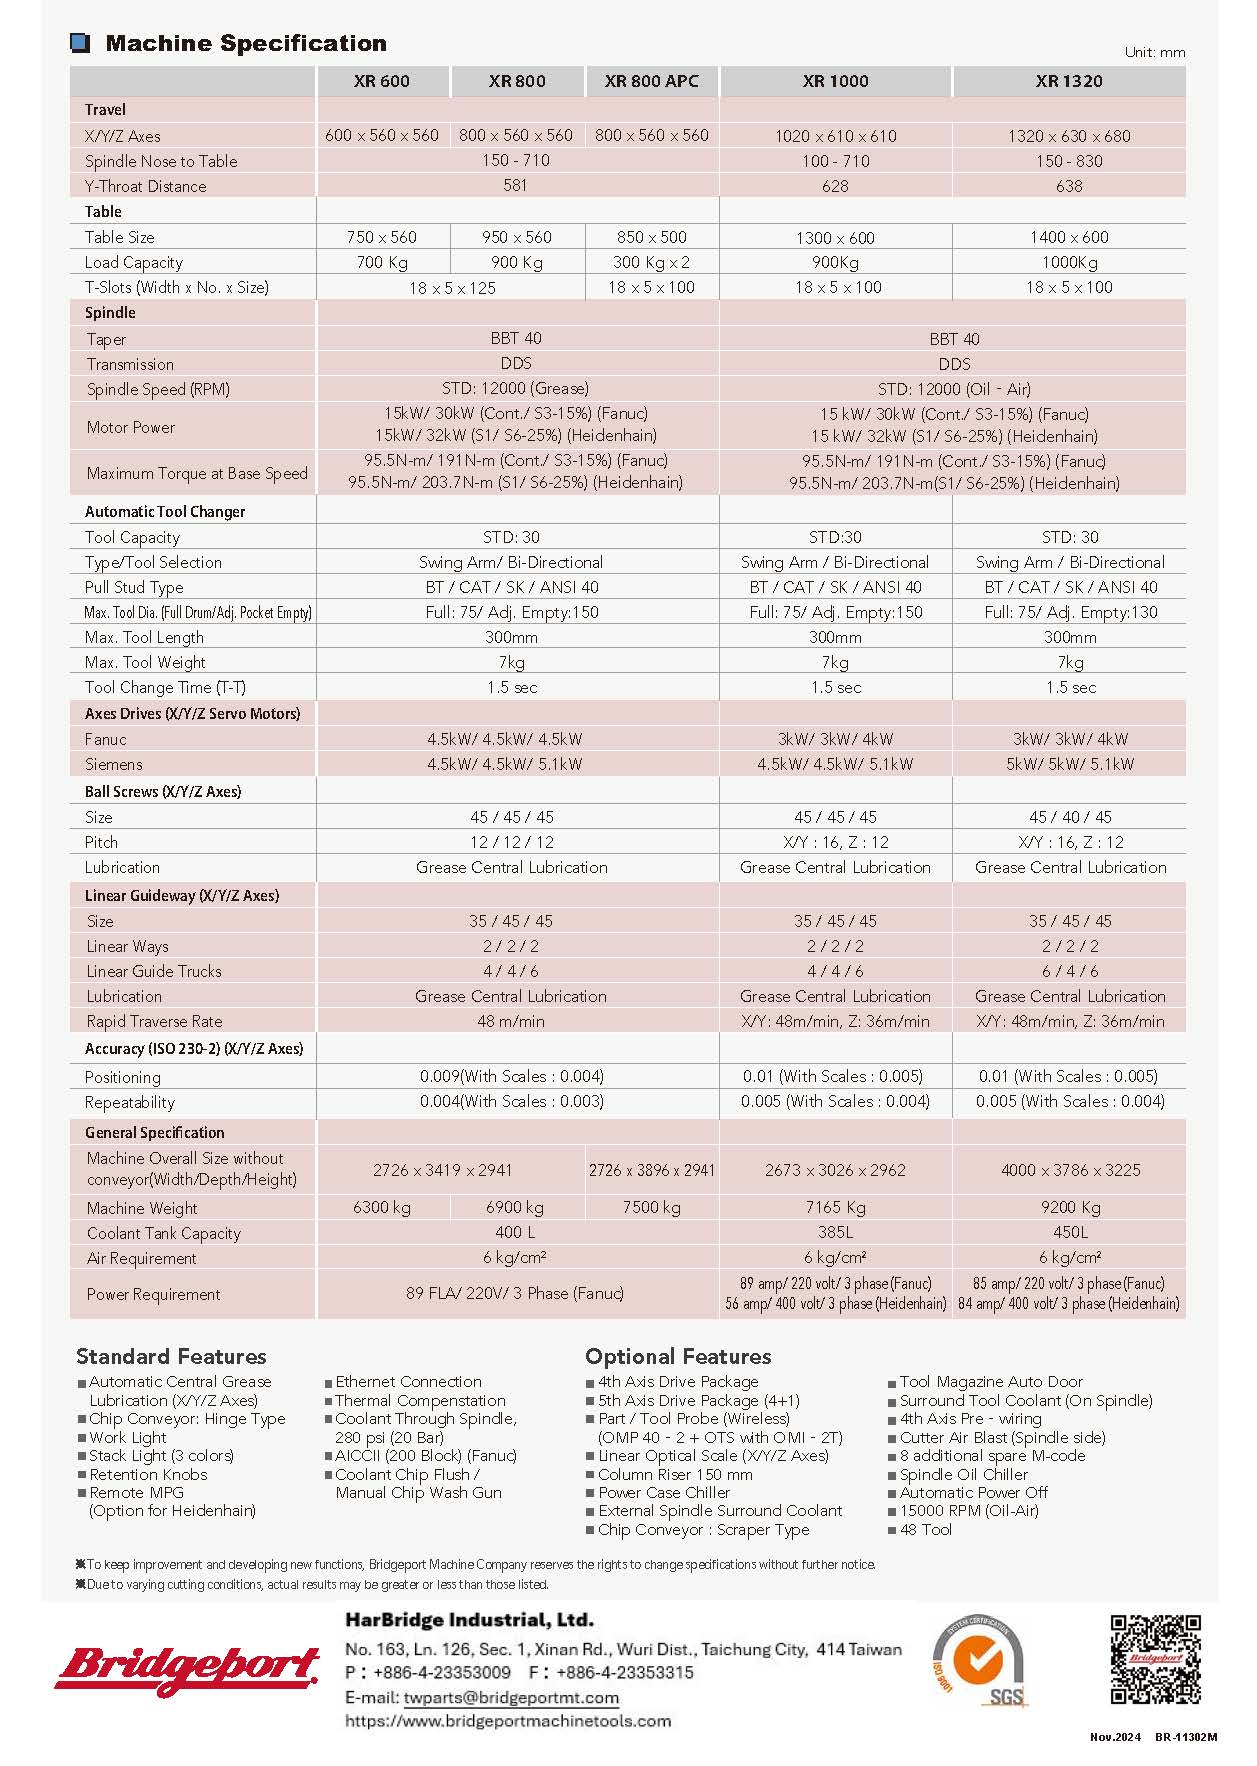 Machine Specification
Unit: mm
XR 600 XR 800 XR 800 APC XR 1000 XR 1320
Travel
X/Y/Z Axes 600 x 560 x 560 800 x 560 x 560 800 x 560 x 560 1020 x 610 x 610 1320 x 630 x 680
Spindle Nose to Table 150 - 710 100 - 710 150 - 830
Y-Throat Distance 581 628 638
Table
Table Size 750 x 560 950 x 560 850 x 500 1300 x 600 1400 x 600
Load Capacity 700 Kg 900 Kg 300 Kg x 2 900Kg 1000Kg
T-Slots (Width x No. x Size) 18 x 5 x 125 18 x 5 x 100 18 x 5 x 100 18 x 5 x 100
Spindle
Taper BBT 40 BBT 40
Transmission DDS DDS
Spindle Speed (RPM) STD: 12000 (Grease) STD: 12000 (Oil - Air)
Motor Power
15kW/ 30kW (Cont./ S3-15%) (Fanuc) 15 kW/ 30kW (Cont./ S3-15%) (Fanuc)
15kW/ 32kW (S1/ S6-25%) (Heidenhain) 15 kW/ 32kW (S1/ S6-25%) (Heidenhain)
Maximum Torque at Base Speed
95.5N-m/ 191N-m (Cont./ S3-15%) (Fanuc) 95.5N-m/ 191N-m (Cont./ S3-15%) (Fanuc)
95.5N-m/ 203.7N-m (S1/ S6-25%) (Heidenhain) 95.5N-m/ 203.7N-m(S1/ S6-25%) (Heidenhain)
Automatic Tool Changer
Tool Capacity STD: 30 STD:30 STD: 30
Type/Tool Selection Swing Arm/ Bi-Directional Swing Arm / Bi-Directional Swing Arm / Bi-Directional
Pull Stud Type BT / CAT / SK / ANSI 40 BT / CAT / SK / ANSI 40 BT / CAT / SK / ANSI 40
Max. Tool Dia. (Full Drum/Adj. Pocket Empty) Full: 75/ Adj. Empty:150 Full: 75/ Adj. Empty:150 Full: 75/ Adj. Empty:130
Max. Tool Length 300mm 300mm 300mm
Max. Tool Weight 7kg 7kg 7kg
Tool Change Time (T-T) 1.5 sec 1.5 sec 1.5 sec
Axes Drives (X/Y/Z Servo Motors)
Fanuc 4.5kW/ 4.5kW/ 4.5kW 3kW/ 3kW/ 4kW 3kW/ 3kW/ 4kW
Siemens 4.5kW/ 4.5kW/ 5.1kW 4.5kW/ 4.5kW/ 5.1kW 5kW/ 5kW/ 5.1kW
Ball Screws (X/Y/Z Axes)
Size 45 / 45 / 45 45 / 45 / 45 45 / 40 / 45
Pitch 12 / 12 / 12 X/Y : 16, Z : 12 X/Y : 16, Z : 12
Lubrication Grease Central Lubrication Grease Central Lubrication Grease Central Lubrication
Linear Guideway (X/Y/Z Axes)
Size 35 / 45 / 45 35 / 45 / 45 35 / 45 / 45
Linear Ways 2 / 2 / 2 2 / 2 / 2 2 / 2 / 2
Linear Guide Trucks 4 / 4 / 6 4 / 4 / 6 6 / 4 / 6
Lubrication Grease Central Lubrication Grease Central Lubrication Grease Central Lubrication
Rapid Traverse Rate 48 m/min X/Y: 48m/min, Z: 36m/min X/Y: 48m/min, Z: 36m/min
Accuracy (ISO 230-2) (X/Y/Z Axes)
Positioning 0.009(With Scales : 0.004) 0.01 (With Scales : 0.005) 0.01 (With Scales : 0.005)
Repeatability 0.004(With Scales : 0.003) 0.005 (With Scales : 0.004) 0.005 (With Scales : 0.004)
General Specification
Machine Overall Size without
conveyor(Width/Depth/Height) 2726 x 3419 x 2941 2726 x 3896 x 2941 2673 x 3026 x 2962 4000 x 3786 x 3225
Machine Weight 6300 kg 6900 kg 7500 kg 7165 Kg 9200 Kg
Coolant Tank Capacity 400 L 385L 450L
Air Requirement 6 kg/cm² 6 kg/cm² 6 kg/cm²
Power Requirement 89 FLA/ 220V/ 3 Phase (Fanuc)
89 amp/ 220 volt/ 3 phase (Fanuc) 85 amp/ 220 volt/ 3 phase (Fanuc)
56 amp/ 400 volt/ 3 phase (Heidenhain) 84 amp/ 400 volt/ 3 phase (Heidenhain)
Standard Features
Automatic Central Grease
Lubrication (X/Y/Z Axes)
Chip Conveyor: Hinge Type
Work Light
Stack Light (3 colors)
Retention Knobs
Remote MPG
(Option for Heidenhain)
Ethernet Connection
Thermal Compenstation
Coolant Through Spindle,
280 psi (20 Bar)
AICCII (200 Block) (Fanuc)
Coolant Chip Flush /
Manual Chip Wash Gun
Optional Features
4th Axis Drive Package
5th Axis Drive Package (4+1)
Part / Tool Probe (Wireless)
(OMP 40 - 2 + OTS with OMI - 2T)
Linear Optical Scale (X/Y/Z Axes)
Column Riser 150 mm
Power Case Chiller
External Spindle Surround Coolant
Chip Conveyor : Scraper Type
Tool Magazine Auto Door
Surround Tool Coolant (On Spindle)
4th Axis Pre - wiring
Cutter Air Blast (Spindle side)
8 additional spare M-code
Spindle Oil Chiller
Automatic Power Off
15000 RPM (Oil-Air)
48 Tool
※To keep improvement and developing new functions, Bridgeport Machine Company reserves the rights to change specifications without further notice.
※Due to varying cutting conditions, actual results may be greater or less than those listed.
Bridgeport
HarBridge Industrial, Ltd.
No. 163, Ln. 126, Sec. 1, Xinan Rd., Wuri Dist., Taichung City, 414 Taiwan
P：+886-4-23353009 F：+886-4-23353315
E-mail: twparts@bridgeportmt.com
https://www.bridgeportmachinetools.com
SYSTEM CERTIFICATION
ISO 9001
SGS
Bridgeport
Nov.2024 BR-11302M